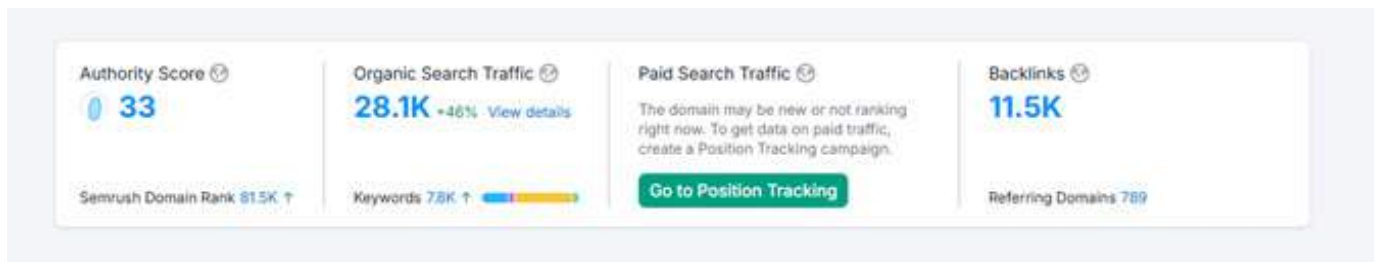 Authority Score
33
Semrush Domain Rank 81.5K ↑
Organic Search Traffic
28.1K +46% View details
Keywords 7.8K ↑
Paid Search Traffic
The domain may be new or not ranking
right now. To get data on paid traffic,
create a Position Tracking campaign.
Go to Position Tracking
Backlinks
11.5K
Referring Domains 789